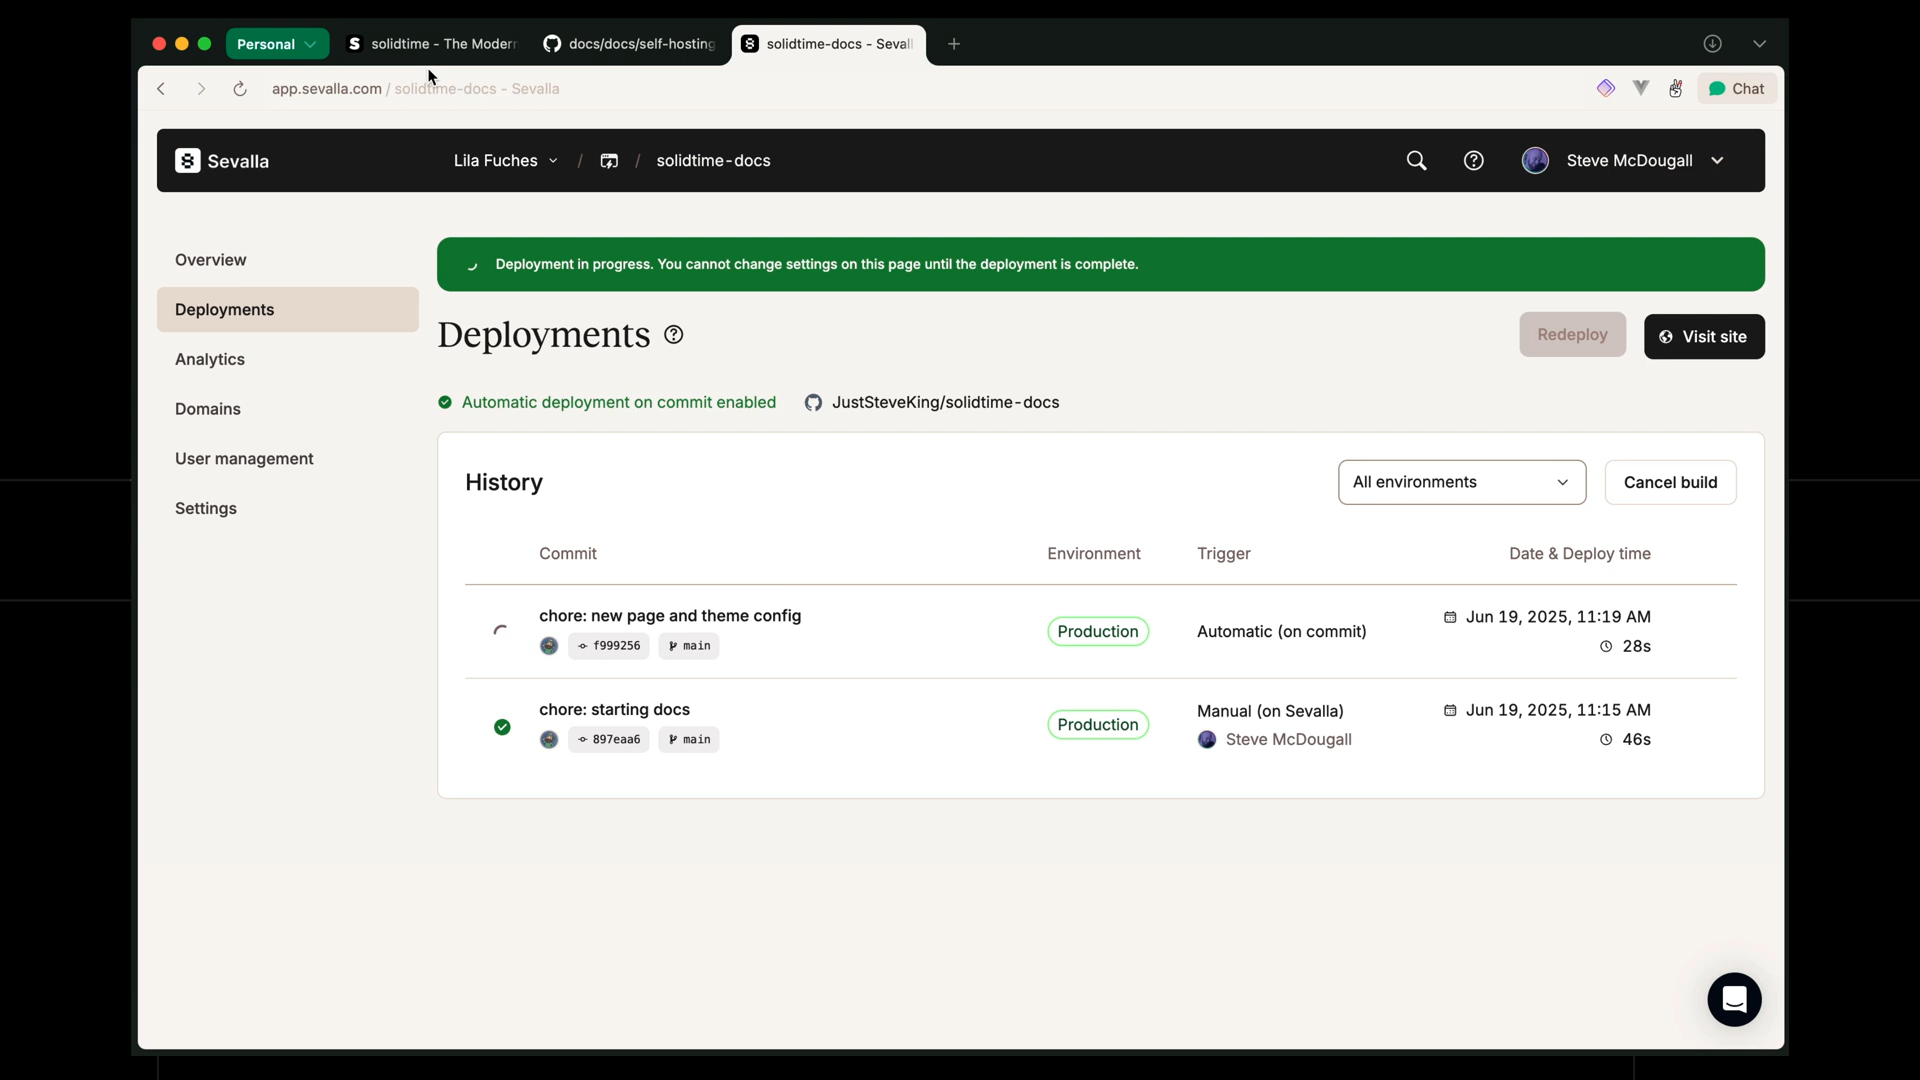 Personal
solidtime - The Modern
docs/docs/self-hosting
solidtime-docs - Sevall
app.sevalla.com / solidtime-docs - Sevalla
Chat
Sevalla
Lila Fuches / / solidtime-docs
Steve McDougall
Overview
Deployments
Analytics
Domains
User management
Settings
Deployment in progress. You cannot change settings on this page until the deployment is complete.
Deployments
Redeploy
Visit site
Automatic deployment on commit enabled
JustSteveKing/solidtime-docs
History
All environments
Cancel build
Commit
Environment
Trigger
Date & Deploy time
chore: new page and theme config
f999256
main
Production
Automatic (on commit)
Jun 19, 2025, 11:19 AM
28s
chore: starting docs
897eaa6
main
Production
Manual (on Sevalla)
Steve McDougall
Jun 19, 2025, 11:15 AM
46s